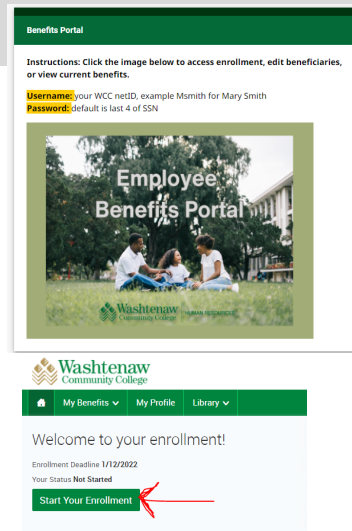 Benefits Portal
Instructions: Click the image below to access enrollment, edit beneficiaries,
or view current benefits.
Username: your WCC netID, example Msmith for Mary Smith
Password: default is last 4 of SSN
Employee
Benefits Portal
Washtenaw
Community College
HUMAN RESOURCES
Washtenaw
Community College
My Benefits My Profile Library
Welcome to your enrollment!
Enrollment Deadline 1/12/2022
Your Status Not Started
Start Your Enrollment